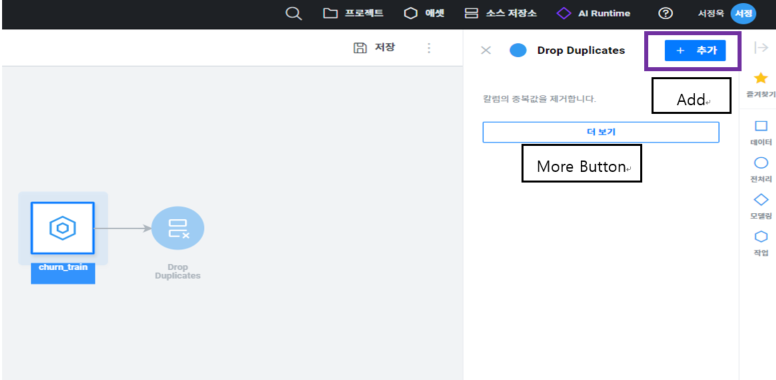 프로젝트
에셋
소스 저장소
AI Runtime
서정욱
서정
저장
Drop Duplicates
+ 추가
Add
칼럼의 중복값을 제거합니다.
더 보기
More Button
즐겨찾기
데이터
전처리
모델링
작업
churn_train
Drop
Duplicates